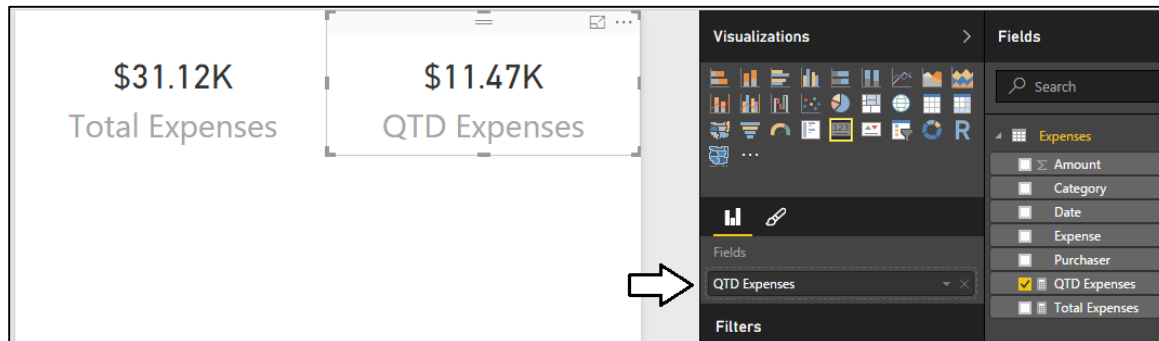 $31.12K
Total Expenses
$11.47K
QTD Expenses
Visualizations
123
R
Fields
QTD Expenses
Filters
Fields
Search
Expenses
Amount
Category
Date
Expense
Purchaser
QTD Expenses
Total Expenses